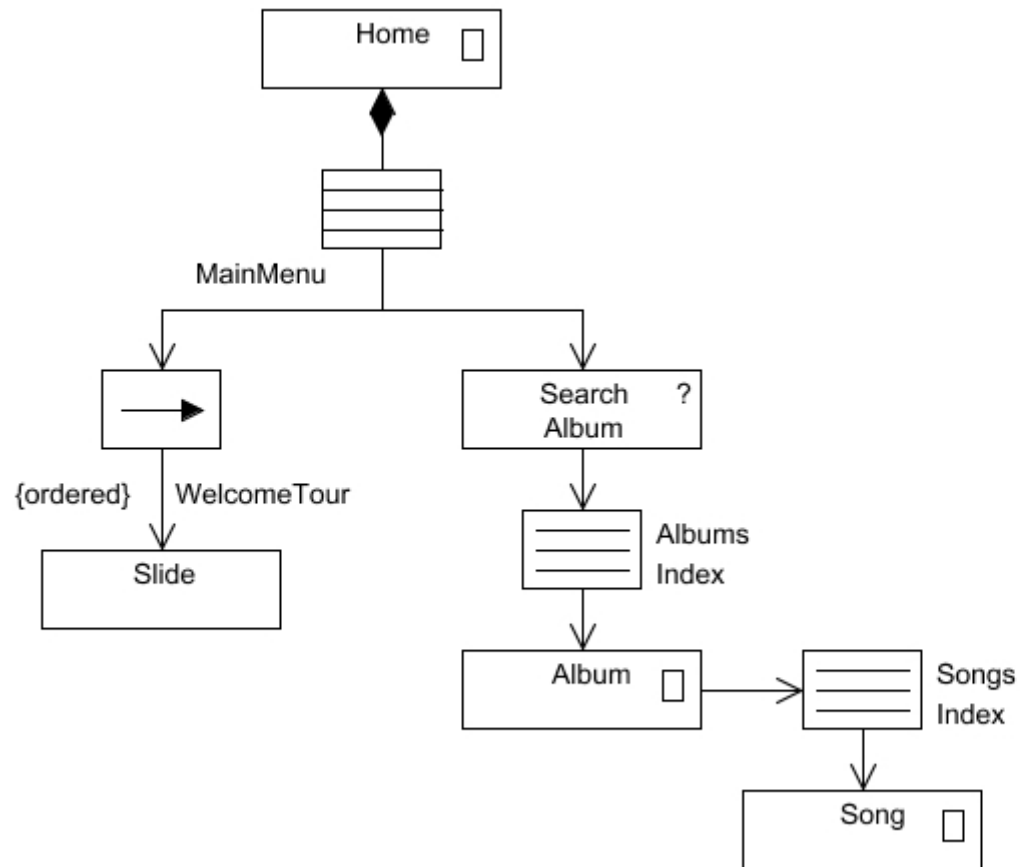 Home
MainMenu
Search ?
Album
{ordered} WelcomeTour
Slide
Albums
Index
Album
Songs
Index
Song